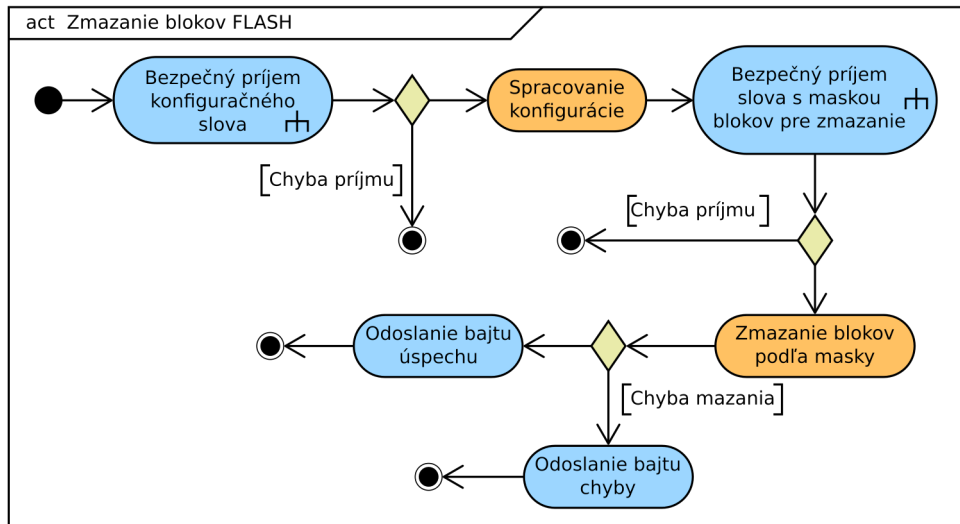 act  Zmazanie blokov FLASH
Bezpečný príjem
konfiguračného
slova
Spracovanie
konfigurácie
Bezpečný príjem
slova s maskou
blokov pre zmazanie
[Chyba príjmu]
[Chyba príjmu ]
Zmazanie blokov
podľa masky
Odoslanie bajtu
úspechu
[Chyba mazania]
Odoslanie bajtu
chyby